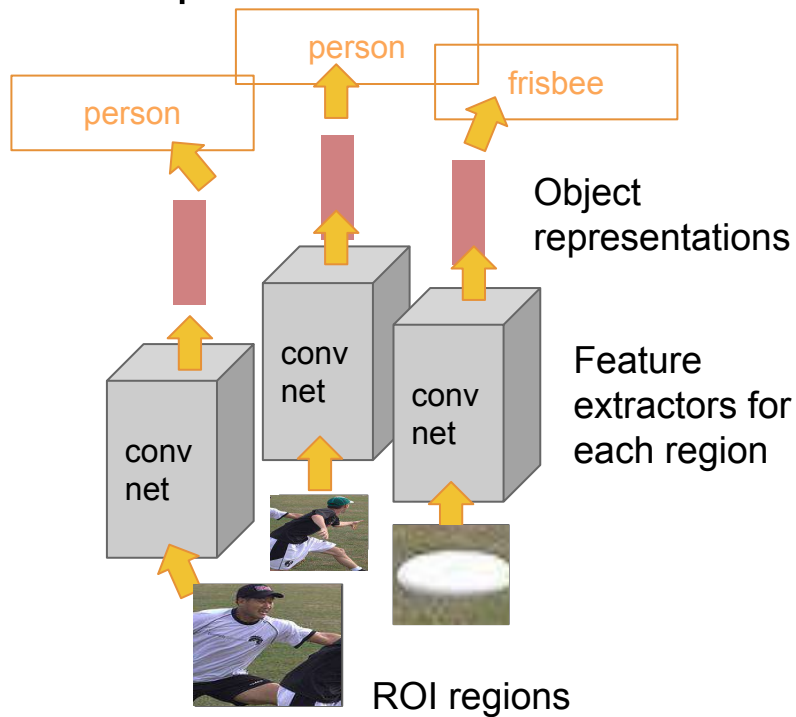 person
person
frisbee
Object
representations
conv
net
conv
net
conv
net
Feature
extractors for
each region
ROI regions